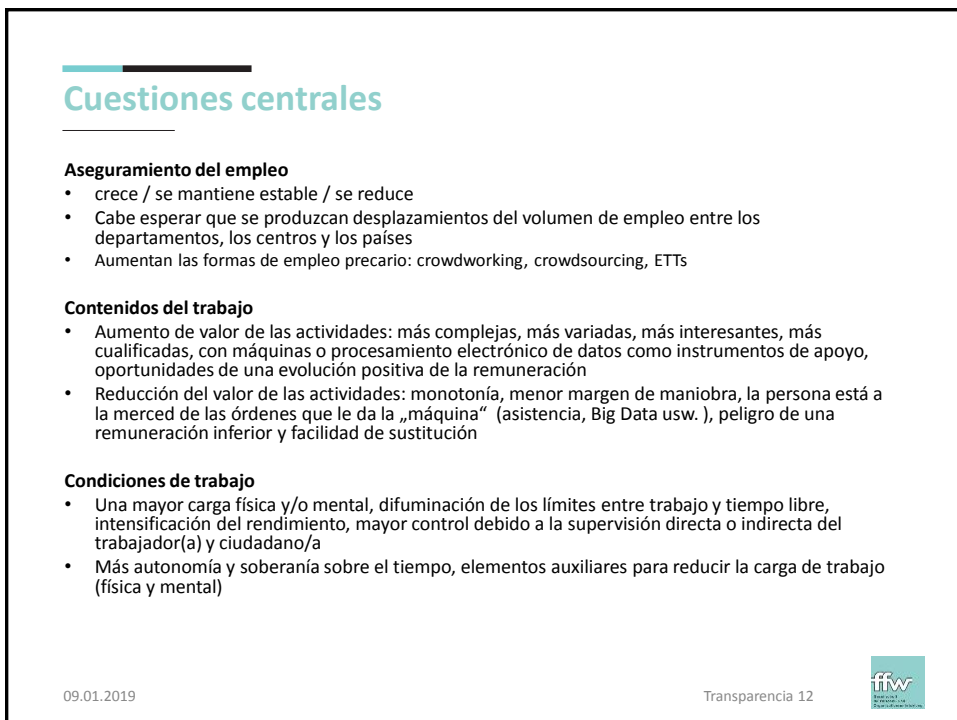 Cuestiones centrales
Aseguramiento del empleo
• crece / se mantiene estable / se reduce
• Cabe esperar que se produzcan desplazamientos del volumen de empleo entre los
departamentos, los centros y los países
• Aumentan las formas de empleo precario: crowdworking, crowdsourcing, ETTs
Contenidos del trabajo
• Aumento de valor de las actividades: más complejas, más variadas, más interesantes, más
cualificadas, con máquinas o procesamiento electrónico de datos como instrumentos de apoyo,
oportunidades de una evolución positiva de la remuneración
• Reducción del valor de las actividades: monotonía, menor margen de maniobra, la persona está a
la merced de las órdenes que le da la „máquina“ (asistencia, Big Data usw. ), peligro de una
remuneración inferior y facilidad de sustitución
Condiciones de trabajo
• Una mayor carga física y/o mental, difuminación de los límites entre trabajo y tiempo libre,
intensificación del rendimiento, mayor control debido a la supervisión directa o indirecta del
trabajador(a) y ciudadano/a
• Más autonomía y soberanía sobre el tiempo, elementos auxiliares para reducir la carga de trabajo
(física y mental)
09.01.2019
Transparencia 12
ffw